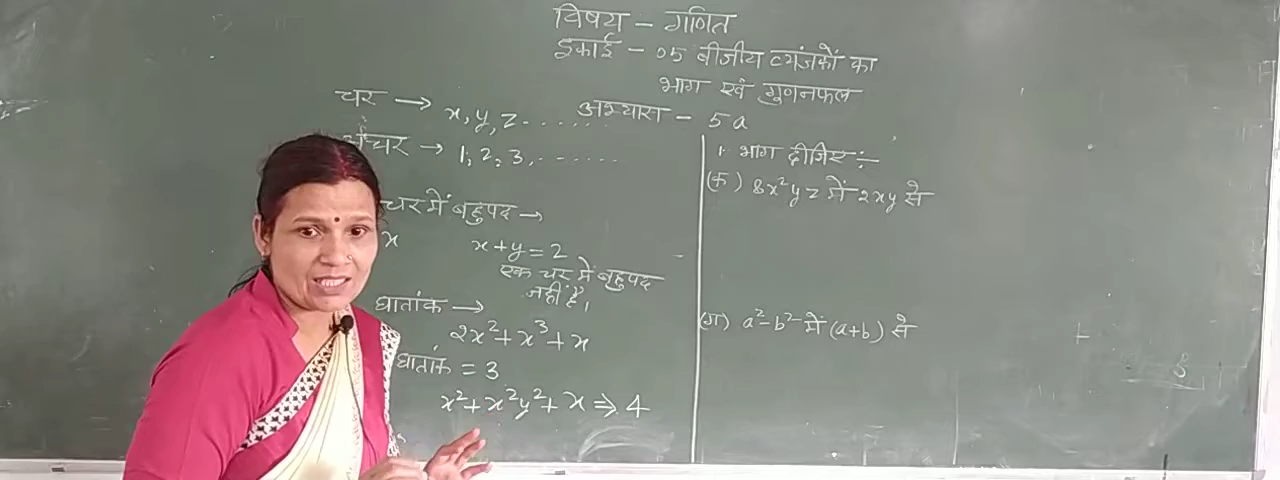 विषय – गणित
इकाई – 05 बीजीय व्यंजकों का
भाग एवं गुणनफल
अभ्यास – 5a
चर → x, y, z ......
अचर → 1, 2, 3, .......
चर में बहुपद →
x x+y=2
एक चर में बहुपद
नहीं है।
घातांक →
2x²+x³+x
घातांक = 3
x²+x²y²+x ⇒ 4
1. भाग दीजिए :-
(क) 8x²yz में 2xy से
(ग) a²-b² में (a+b) से